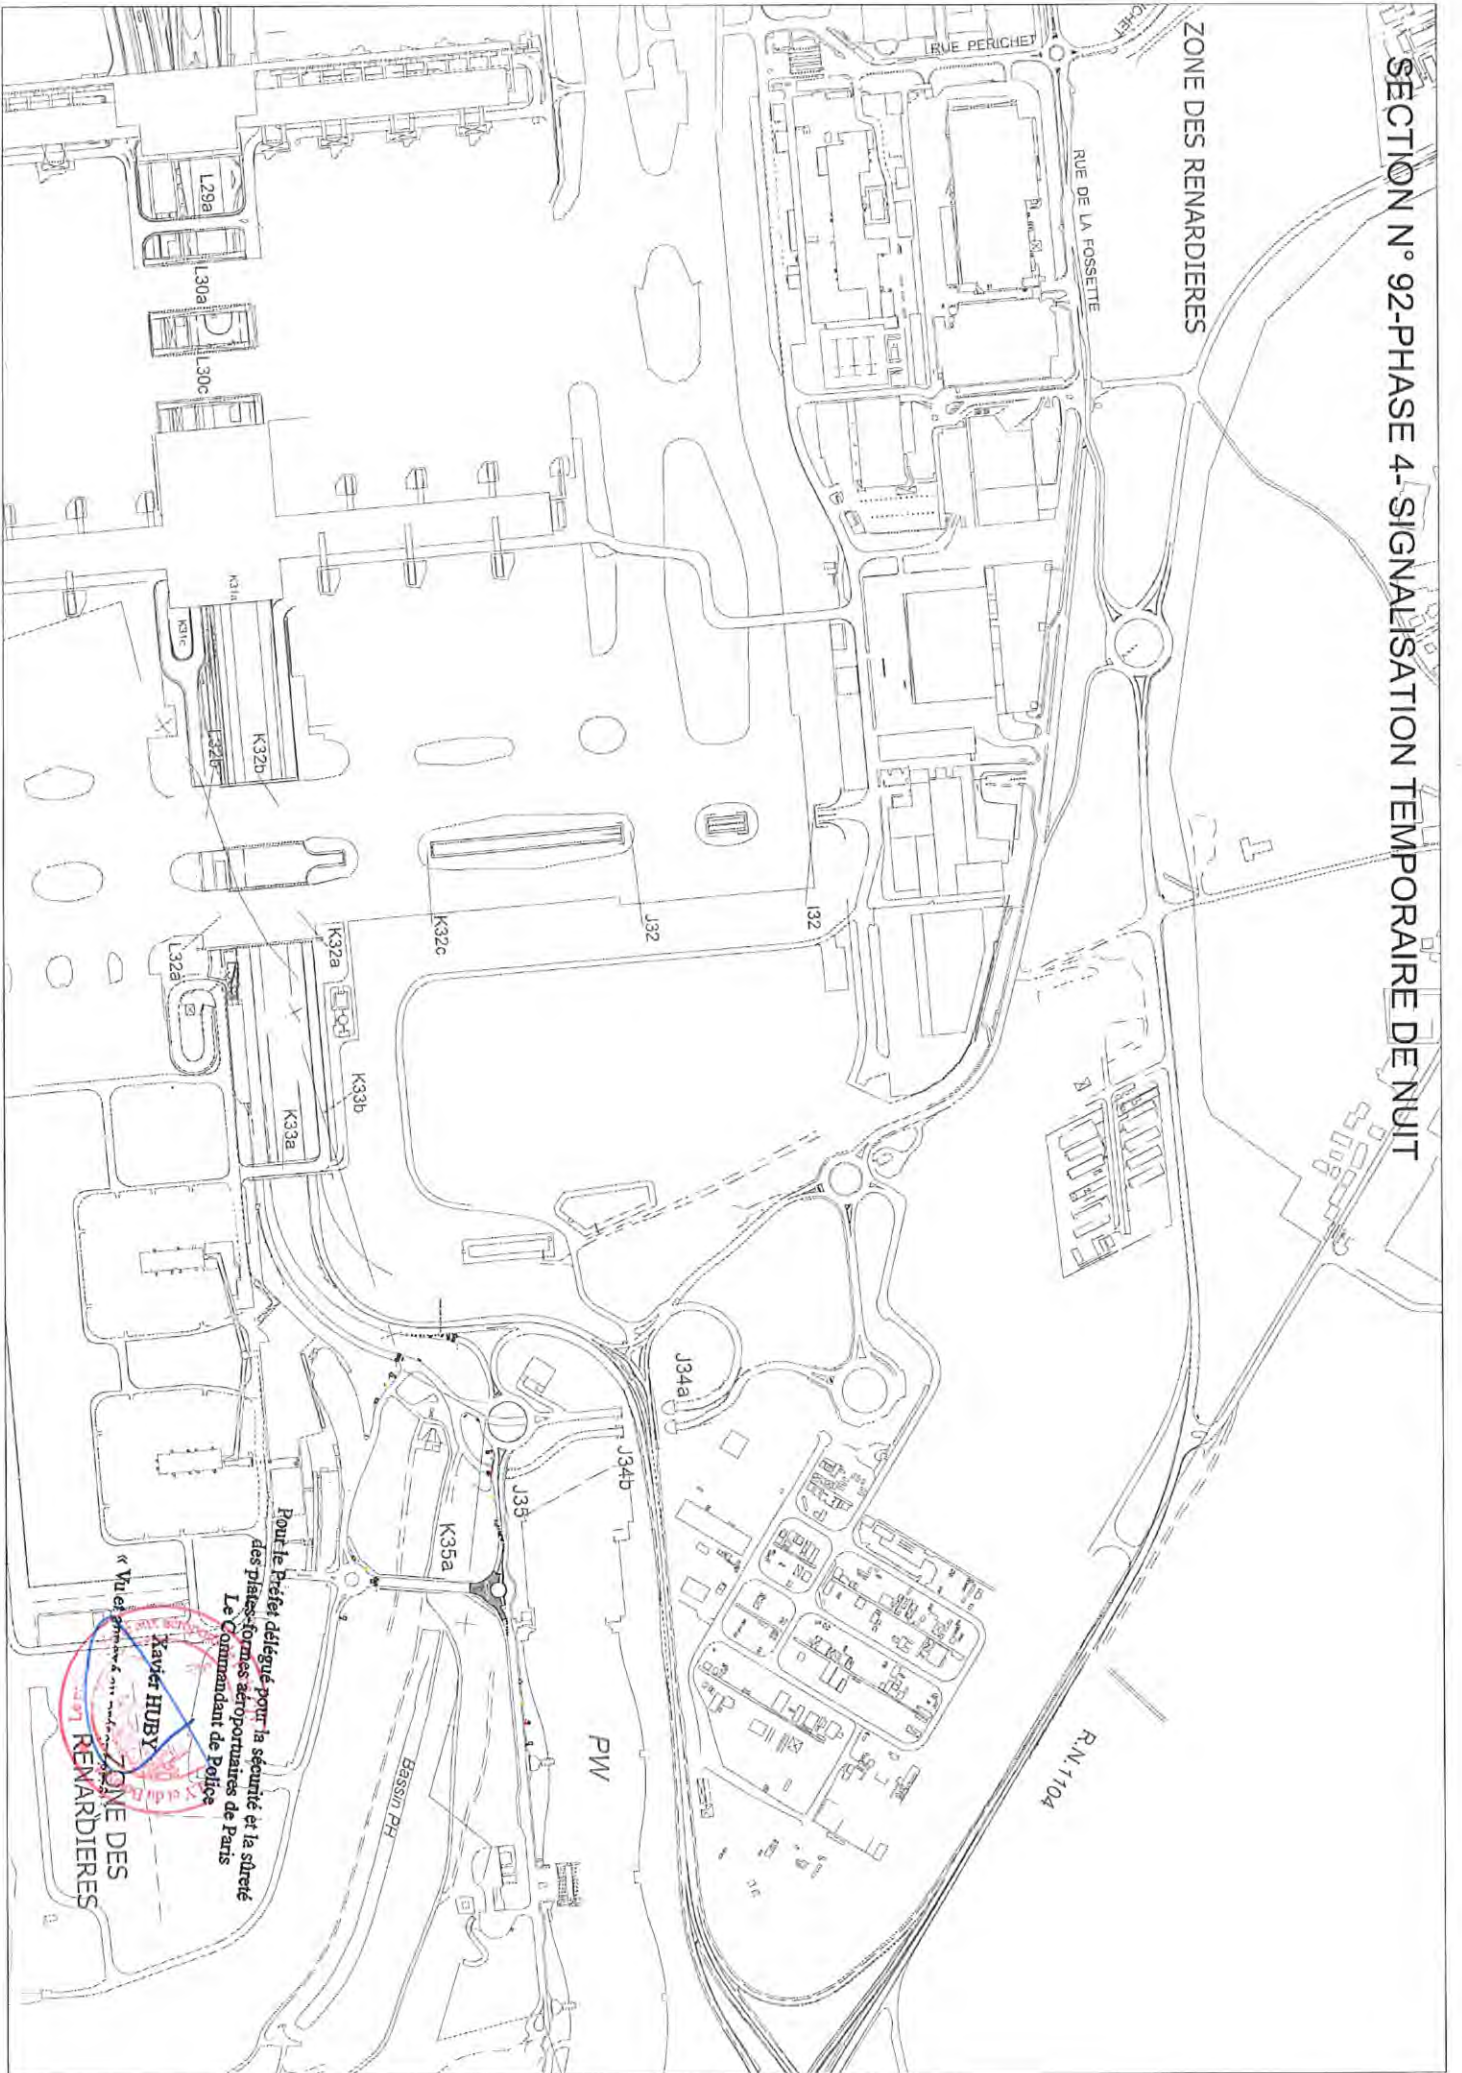 SECTION N° 92-PHASE 4- SIGNALISATION TEMPORAIRE DE NUIT
ZONE DES RENARDIERES
RUE PERICHET
RUE DE LA FOSSETTE
R.N.1104
I32
J32
K32c
J34a
J34b
J35
PW
K35a
Bassin PH
L29a
L30a
L30c
K31a
K31c
K32b
L32b
K32a
L32a
K33b
K33a
Pour le Préfet délégué pour la sécurité et la sûreté
des plates-formes aéroportuaires de Paris
Le Commandant de Police
Xavier HUBY
« Vu et
ZONE DES
RENARDIERES